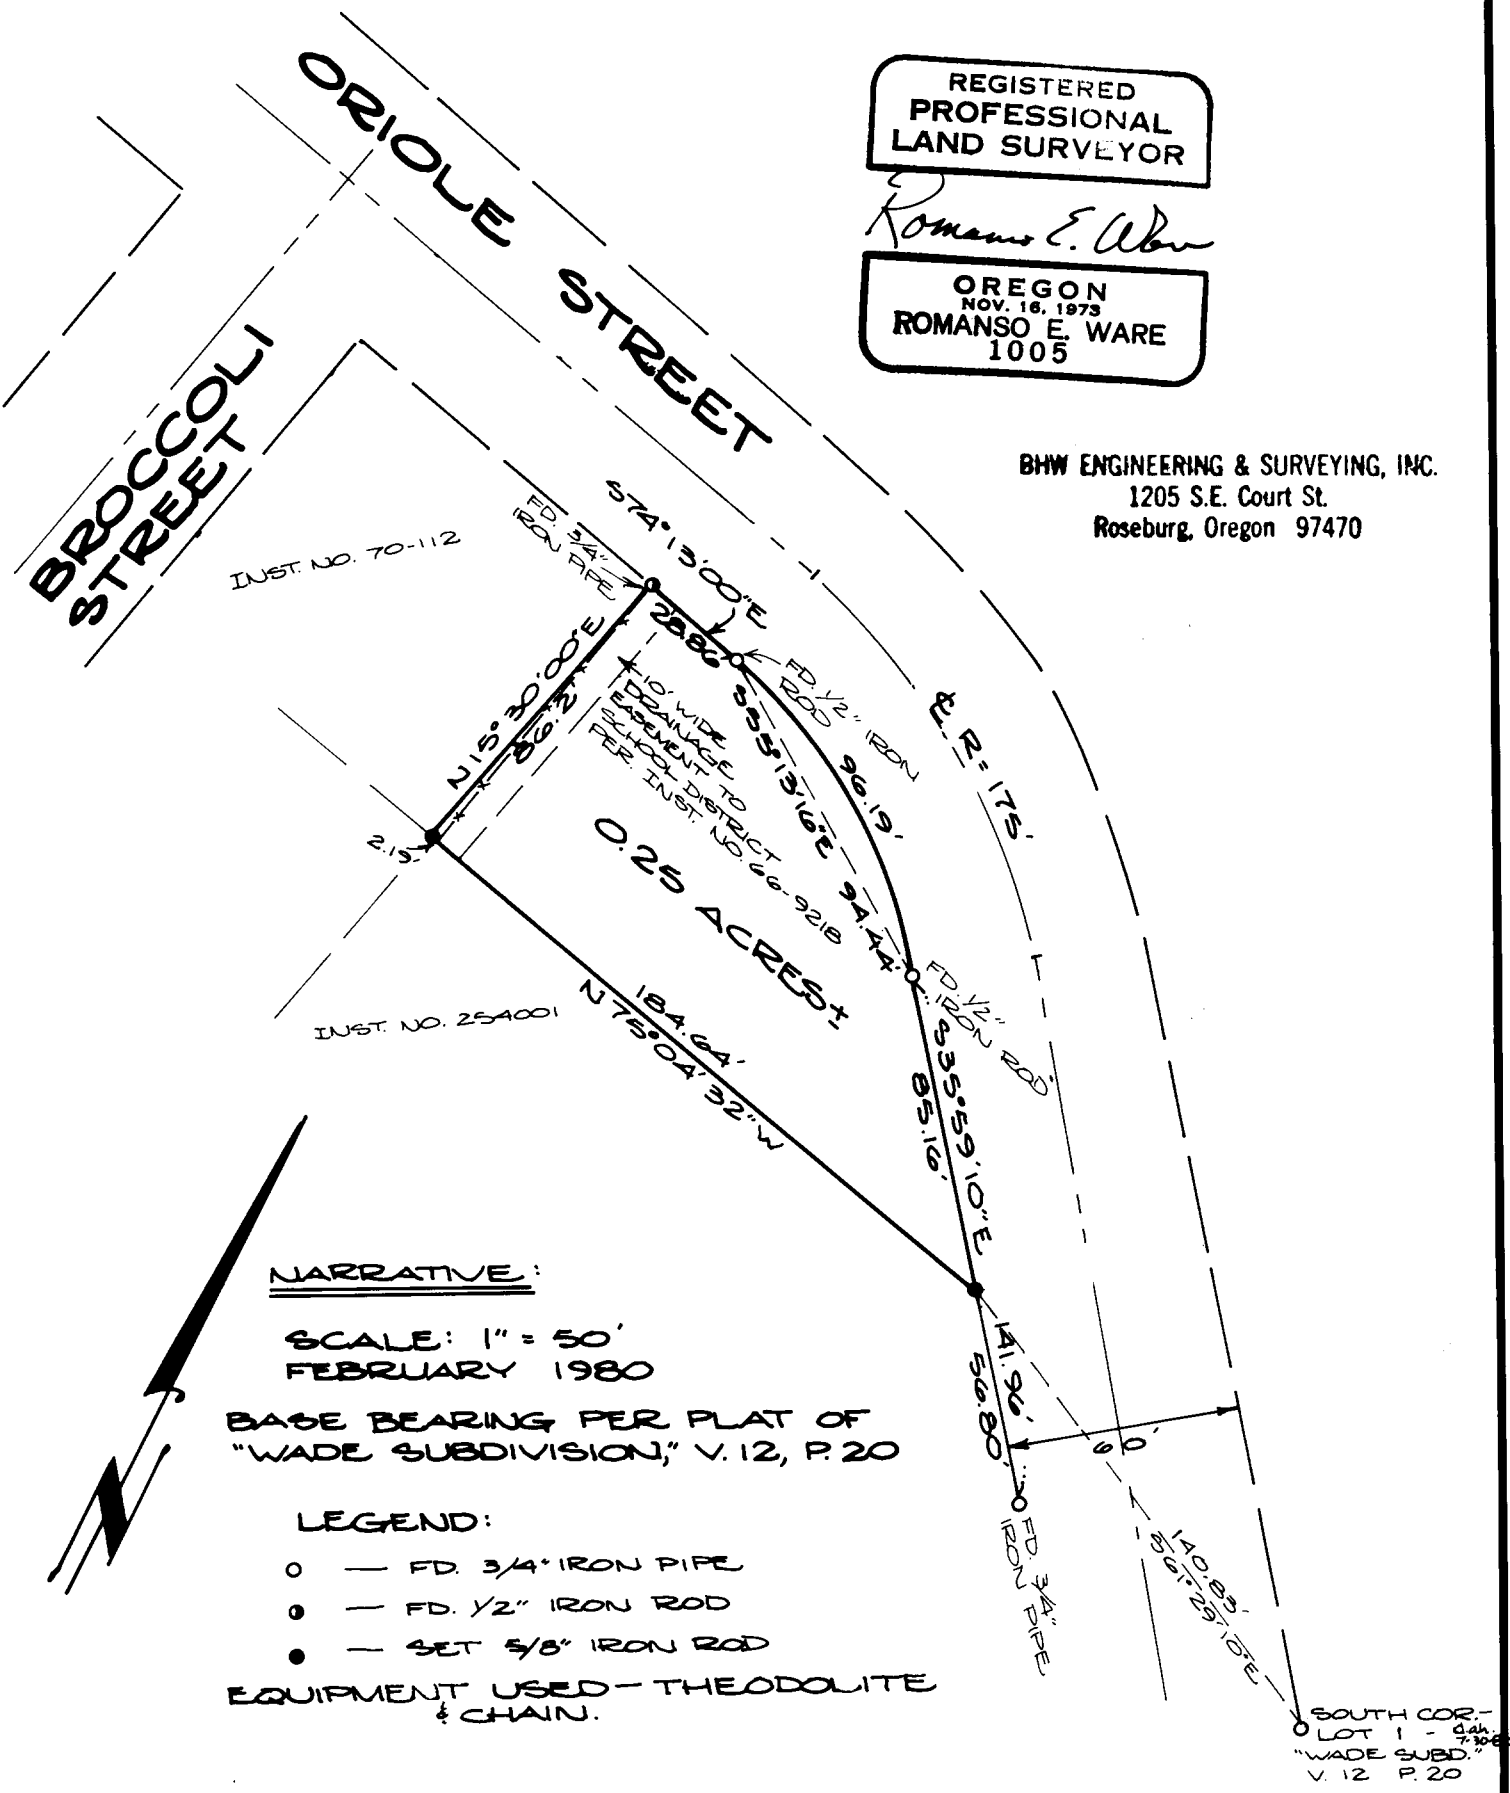 ORIOLE STREET
REGISTERED
PROFESSIONAL
LAND SURVEYOR
Romanso E. Ware
OREGON
NOV. 16, 1973
ROMANSO E. WARE
1005
BHW ENGINEERING & SURVEYING, INC.
1205 S.E. Court St.
Roseburg, Oregon 97470
BROCCOLI
STREET
INST. NO. 70-112
FD. 3/4"
IRON PIPE
S74°13'00"E
28.86'
N15°30'00"E
86.21'
FD. 1/2" IRON
ROD
10' WIDE
DRAINAGE
EASEMENT TO
SCHOOL DISTRICT
PER. INST. NO. 66-9218
S55°13'16"E 94.44'
96.19'
℄ R=175'
2.19'
0.25 ACRES±
FD. 1/2"
IRON ROD
INST. NO. 254001
184.64'
N75°04'32"W
S35°59'10"E
85.16'
141.96'
56.80'
60'
FD. 3/4"
IRON PIPE
140.83'
S61°29'10"E
SOUTH COR.-
LOT 1 -
"WADE SUBD."
V. 12 P. 20
NARRATIVE:
SCALE: 1" = 50'
FEBRUARY 1980
BASE BEARING PER PLAT OF
"WADE SUBDIVISION," V. 12, P. 20
LEGEND:
○ — FD. 3/4" IRON PIPE
◑ — FD. 1/2" IRON ROD
● — SET 5/8" IRON ROD
EQUIPMENT USED - THEODOLITE
& CHAIN.